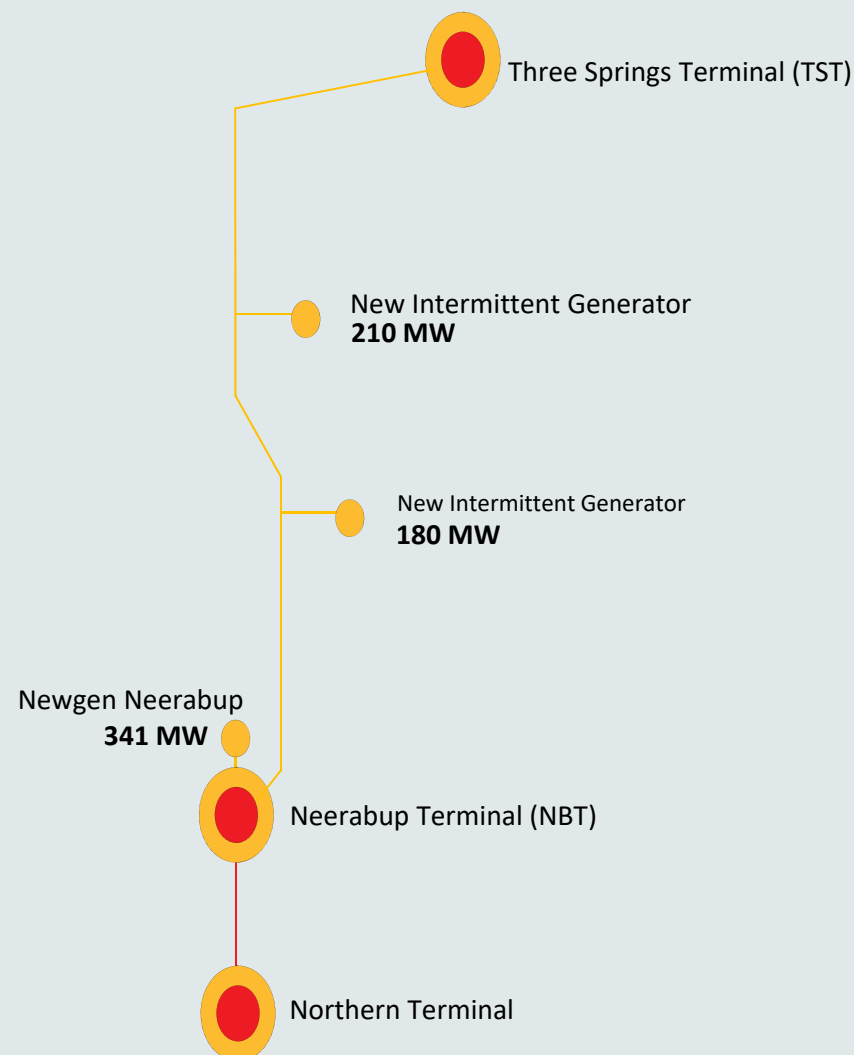 Three Springs Terminal (TST)
New Intermittent Generator
210 MW
New Intermittent Generator
180 MW
Newgen Neerabup
341 MW
Neerabup Terminal (NBT)
Northern Terminal